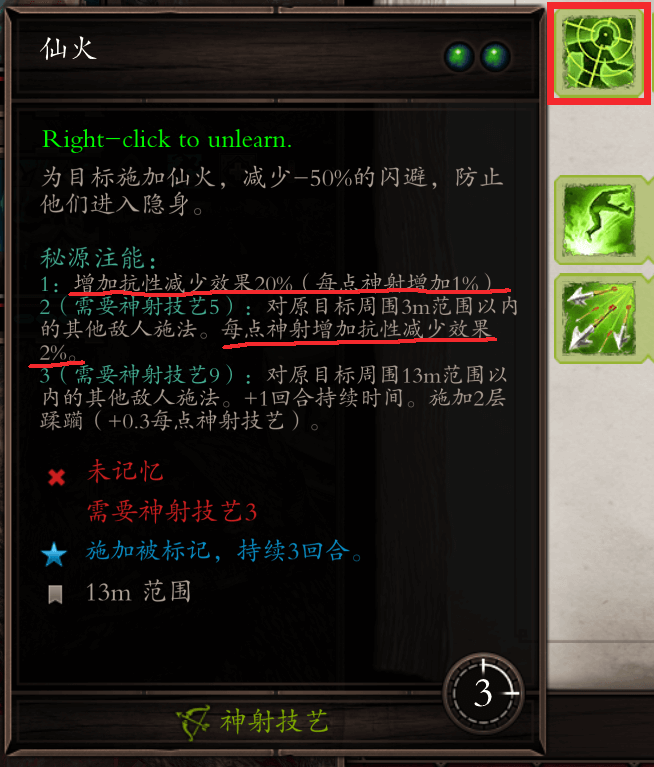 仙火
Right-click to unlearn.
为目标施加仙火，减少-50%的闪避，防止
他们进入隐身。
秘源注能：
1：增加抗性减少效果20%（每点神射增加1%）
2（需要神射技艺5）：对原目标周围3m范围以内
的其他敌人施法。每点神射增加抗性减少效果
2%。
3（需要神射技艺9）：对原目标周围13m范围以
内的其他敌人施法。+1回合持续时间。施加2层
蹂躏（+0.3每点神射技艺）。
未记忆
需要神射技艺3
施加被标记，持续3回合。
13m 范围
3
神射技艺